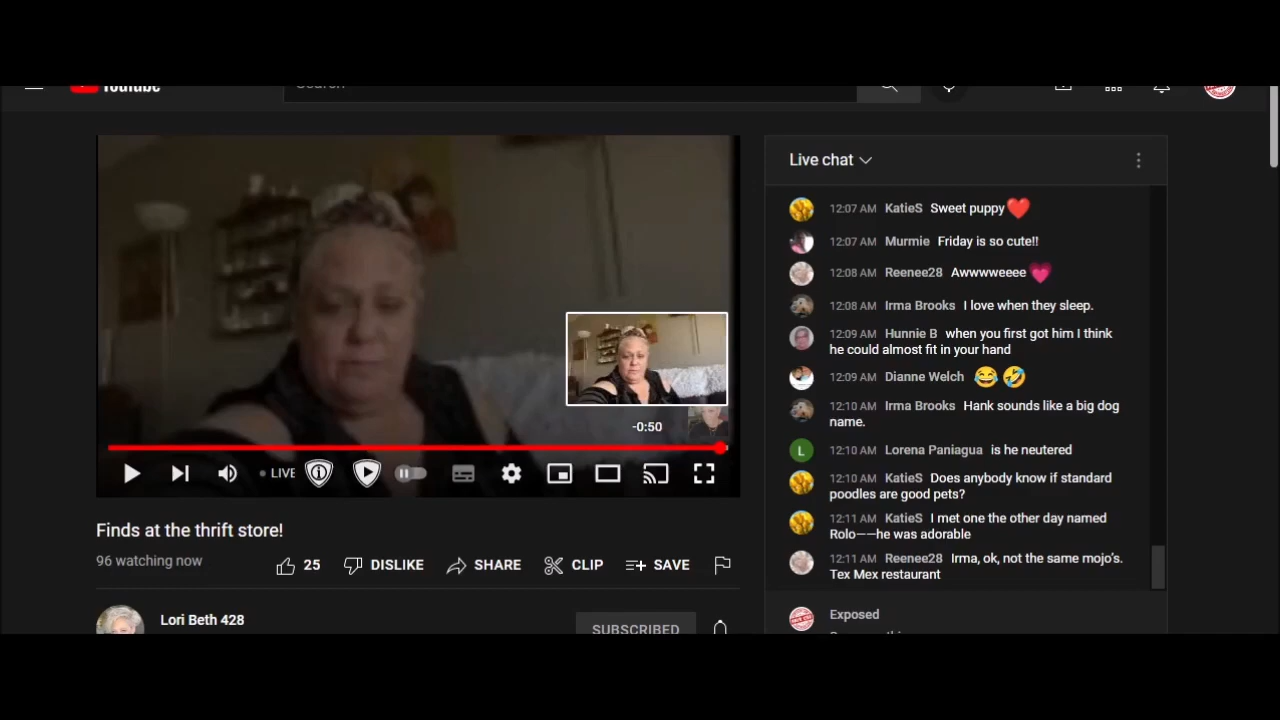 YouTube
Search
Live chat
12:07 AM KatieS Sweet puppy❤️
12:07 AM Murmie Friday is so cute!!
12:08 AM Reenee28 Awwwweeee 💗
12:08 AM Irma Brooks I love when they sleep.
12:09 AM Hunnie B when you first got him I think
he could almost fit in your hand
12:09 AM Dianne Welch 😂🤣
12:10 AM Irma Brooks Hank sounds like a big dog
name.
L 12:10 AM Lorena Paniagua is he neutered
12:10 AM KatieS Does anybody know if standard
poodles are good pets?
12:11 AM KatieS I met one the other day named
Rolo——he was adorable
12:11 AM Reenee28 Irma, ok, not the same mojo’s.
Tex Mex restaurant
Exposed
-0:50
LIVE
Finds at the thrift store!
96 watching now
25 DISLIKE SHARE CLIP SAVE
Lori Beth 428
SUBSCRIBED